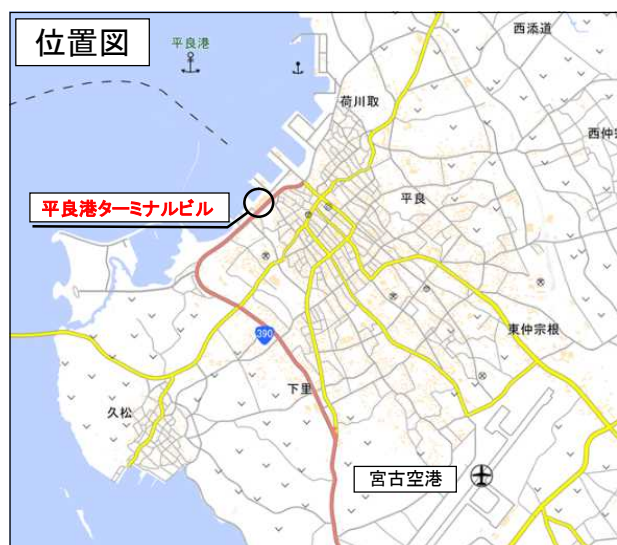 位置図
平良港
西添道
荷川取
西仲宗
平良港ターミナルビル
平良
390
東仲宗根
下里
久松
宮古空港